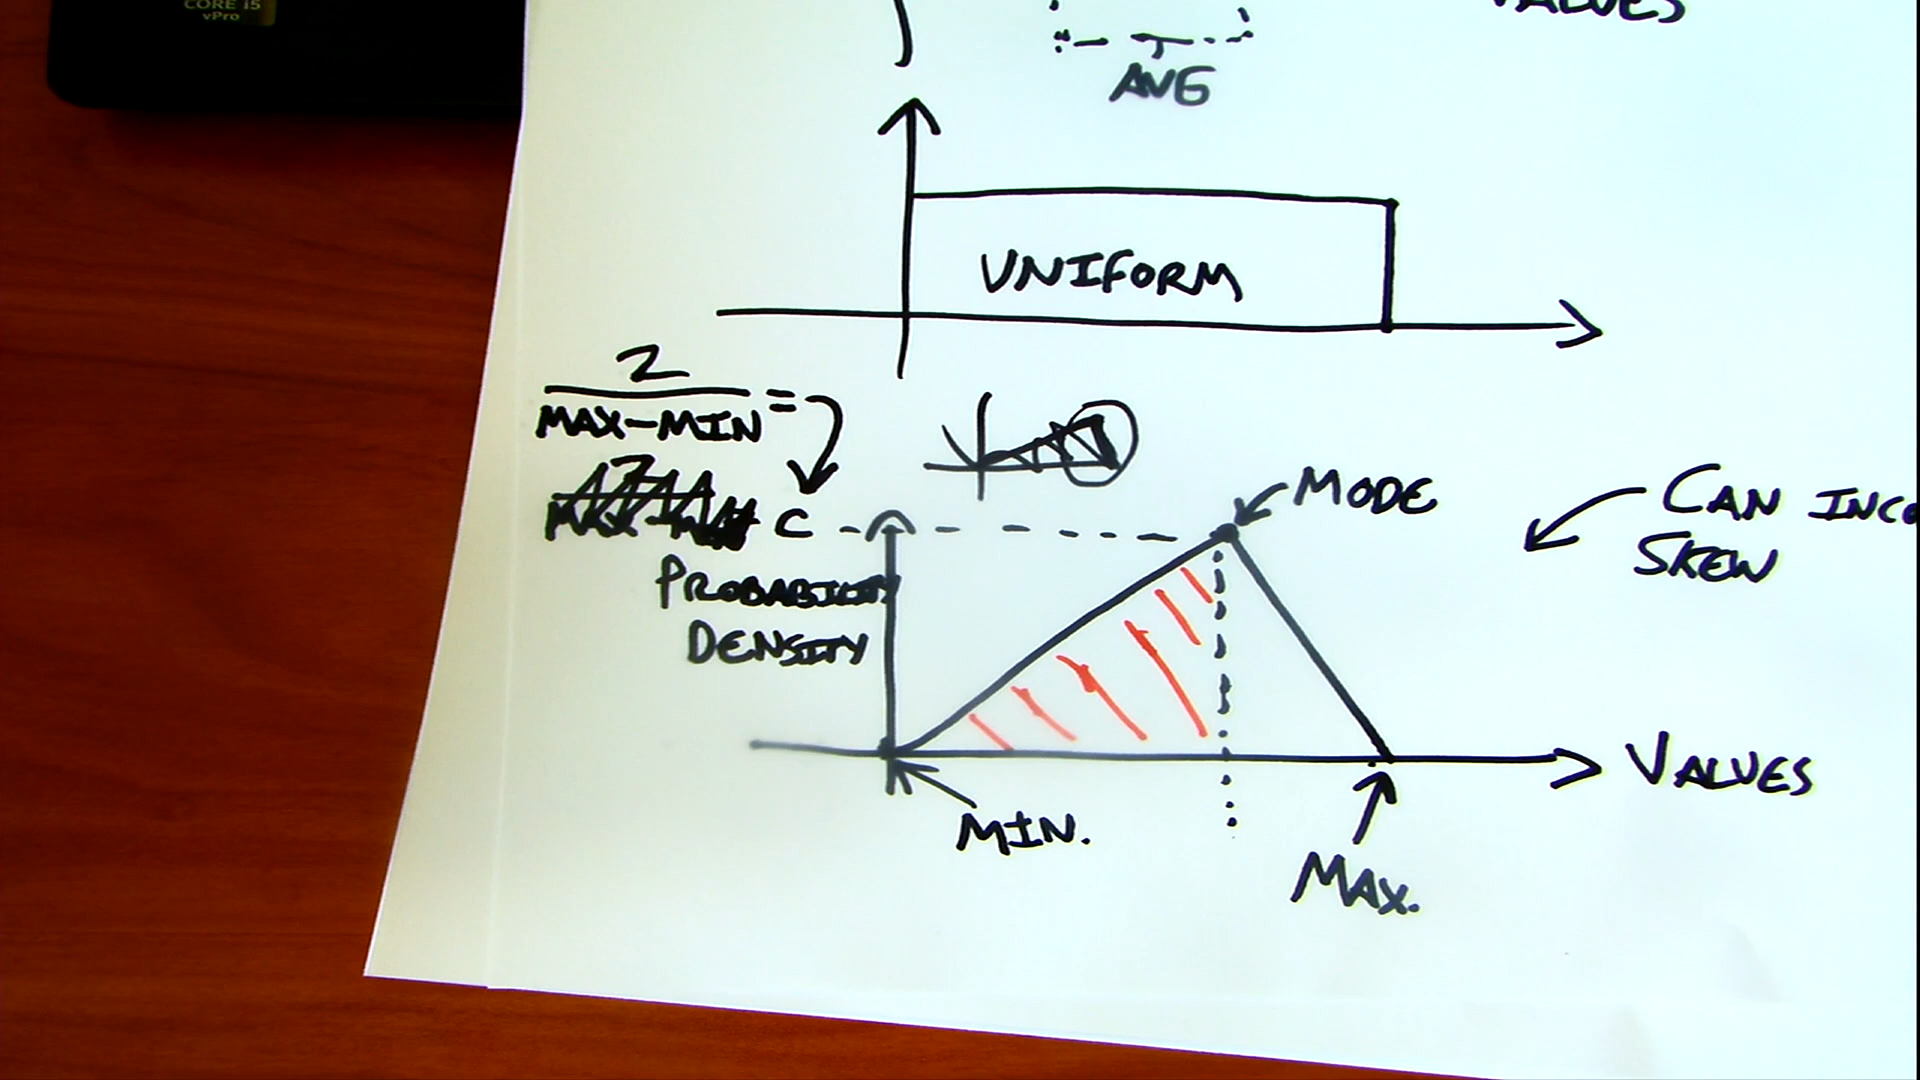 CORE i5
vPro
VALUES
AVG
UNIFORM
2
MAX-MIN =
C
MODE
CAN INCO
SKEW
PROBABILITY
DENSITY
VALUES
MIN.
MAX.